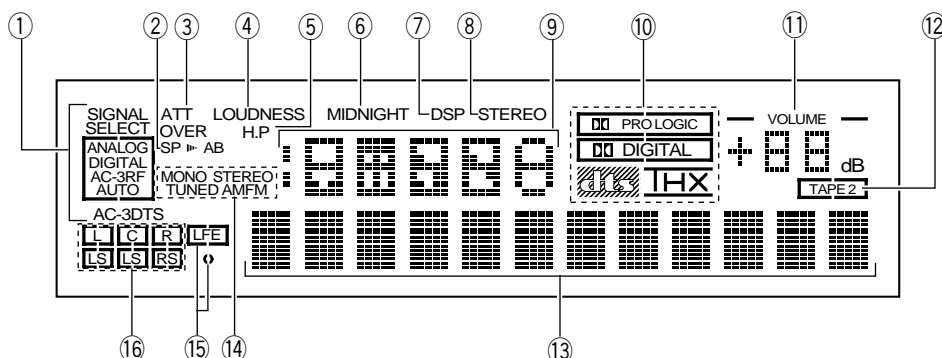 ① ② ③ ④ ⑤ ⑥ ⑦ ⑧ ⑨ ⑩ ⑪ ⑫
SIGNAL SELECT
ANALOG
DIGITAL
AC-3RF
AUTO
AC-3DTS
ATT
OVER
SP AB
LOUDNESS
H.P
MIDNIGHT
DSP
STEREO
MONO STEREO
TUNED AMFM
PRO LOGIC
DIGITAL
dts
THX
VOLUME
+88
dB
TAPE 2
L C R LFE
LS LS RS
⑯ ⑮ ⑭ ⑬